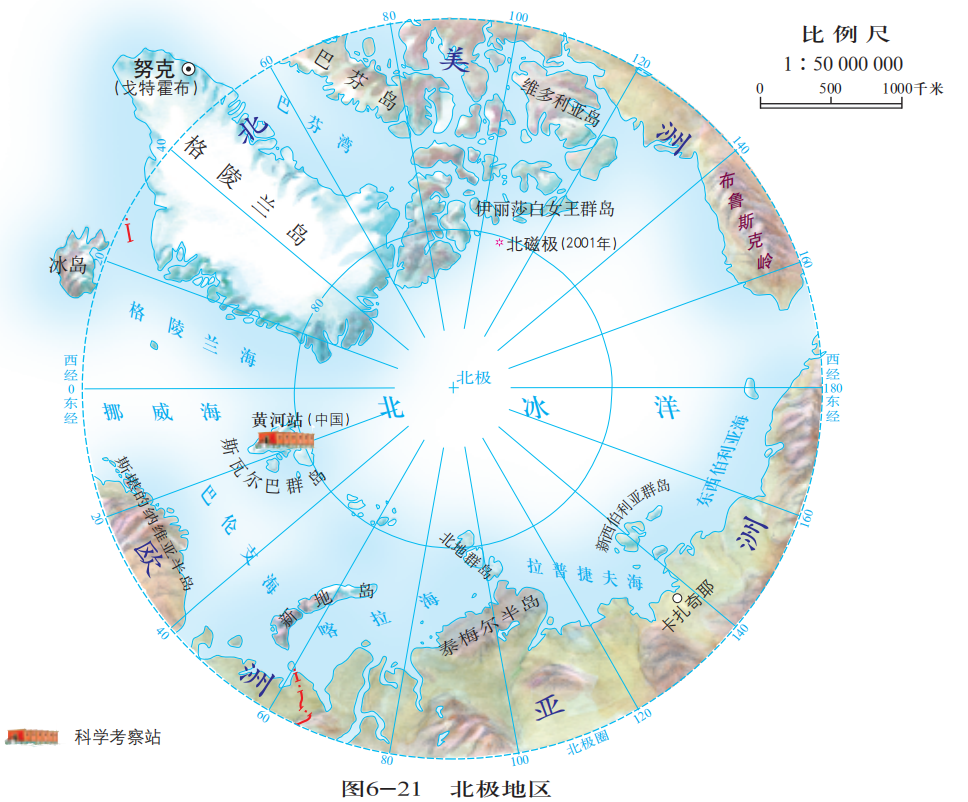 比例尺
1∶50 000 000
0 500 1000千米
80
100
60
120
40
140
20
160
西经
0
东经
西经
180
东经
20
160
40
140
60
120
80
100
80
努克
(戈特霍布)
格陵兰岛
冰岛
巴芬岛
巴芬湾
北
美
洲
维多利亚岛
伊丽莎白女王群岛
北磁极(2001年)
布鲁斯克岭
格陵兰海
挪威海
北极
北冰洋
黄河站(中国)
斯瓦尔巴群岛
斯堪的纳维亚半岛
巴伦支海
欧
洲
新地岛
喀拉海
北地群岛
泰梅尔半岛
拉普捷夫海
新西伯利亚群岛
东西伯利亚海
卡扎奇耶
亚
洲
北极圈
科学考察站
图6-21 北极地区